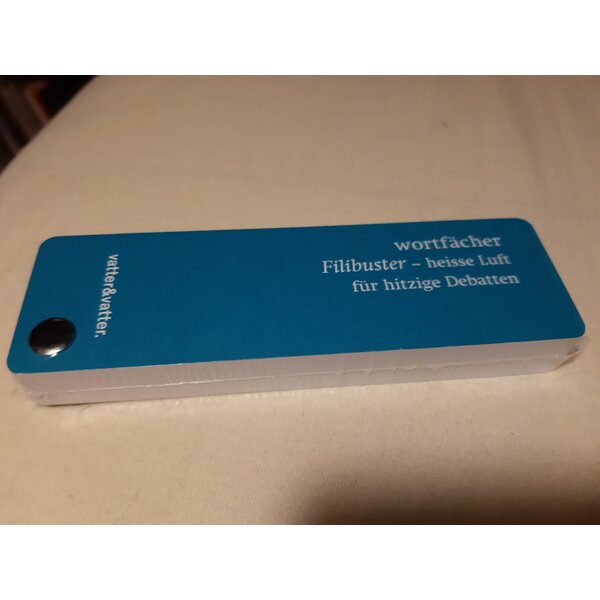 wortfächer
Filibuster – heisse Luft
für hitzige Debatten
vatter&vatter.